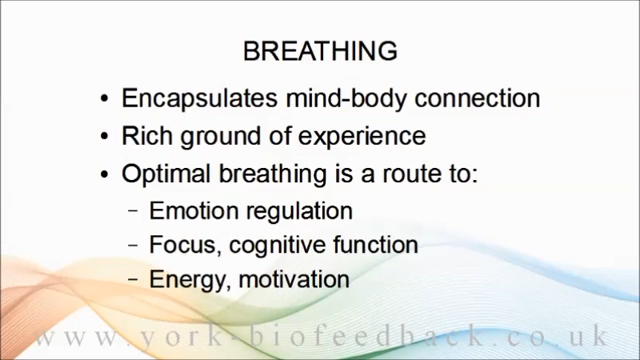 BREATHING
• Encapsulates mind-body connection
• Rich ground of experience
• Optimal breathing is a route to:
– Emotion regulation
– Focus, cognitive function
– Energy, motivation
www.york-biofeedback.co.uk